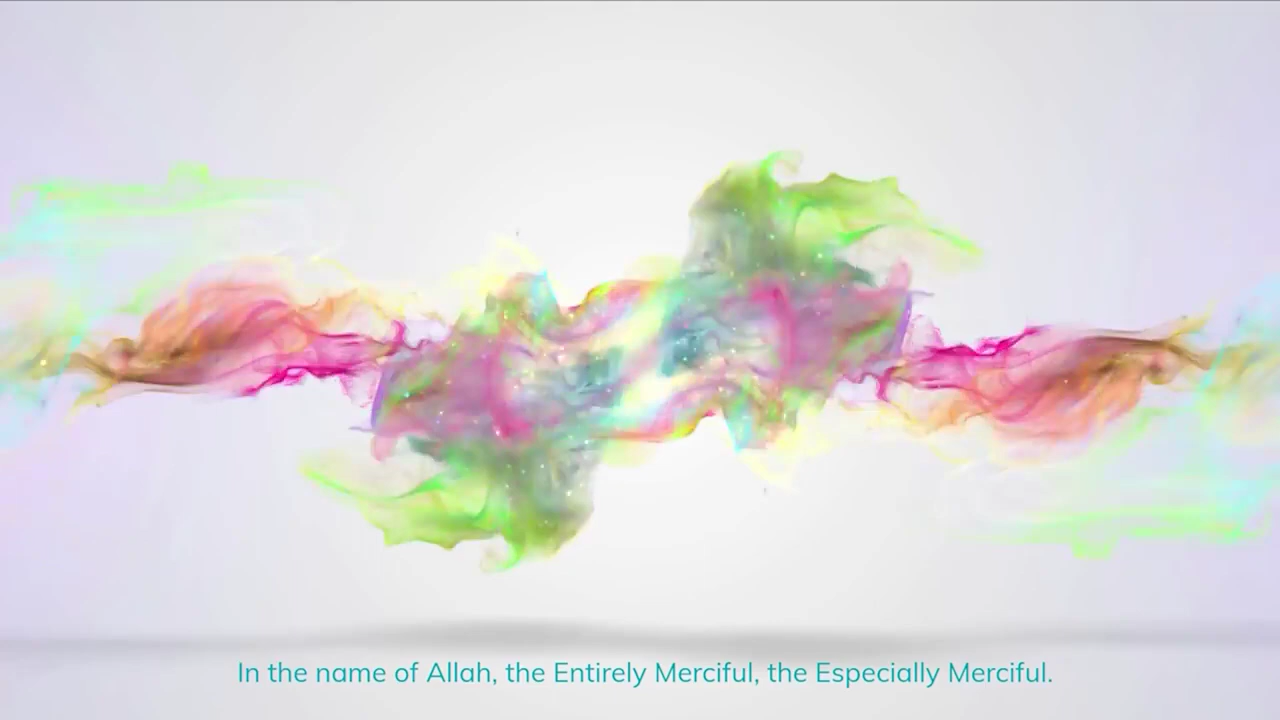 In the name of Allah, the Entirely Merciful, the Especially Merciful.